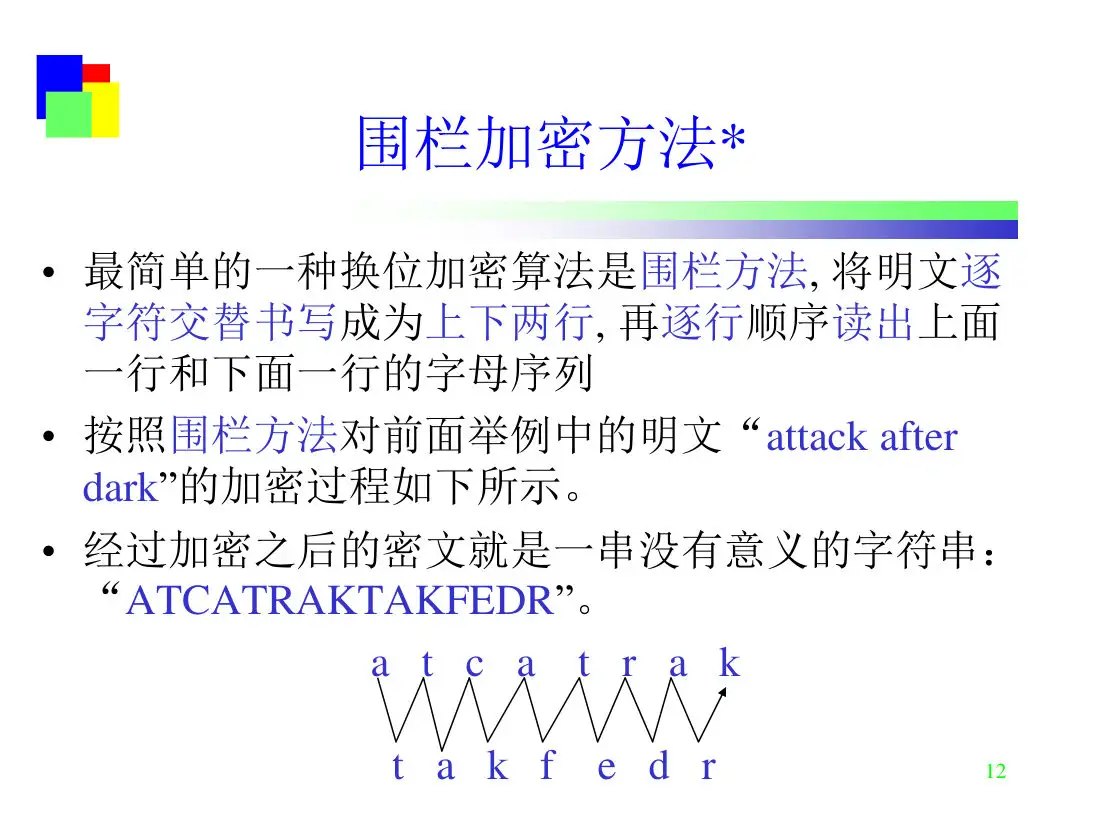 围栏加密方法*
• 最简单的一种换位加密算法是围栏方法, 将明文逐
字符交替书写成为上下两行, 再逐行顺序读出上面
一行和下面一行的字母序列
• 按照围栏方法对前面举例中的明文“attack after
dark”的加密过程如下所示。
• 经过加密之后的密文就是一串没有意义的字符串：
“ATCATRAKTAKFEDR”。
a t c a t r a k
t a k f e d r
12